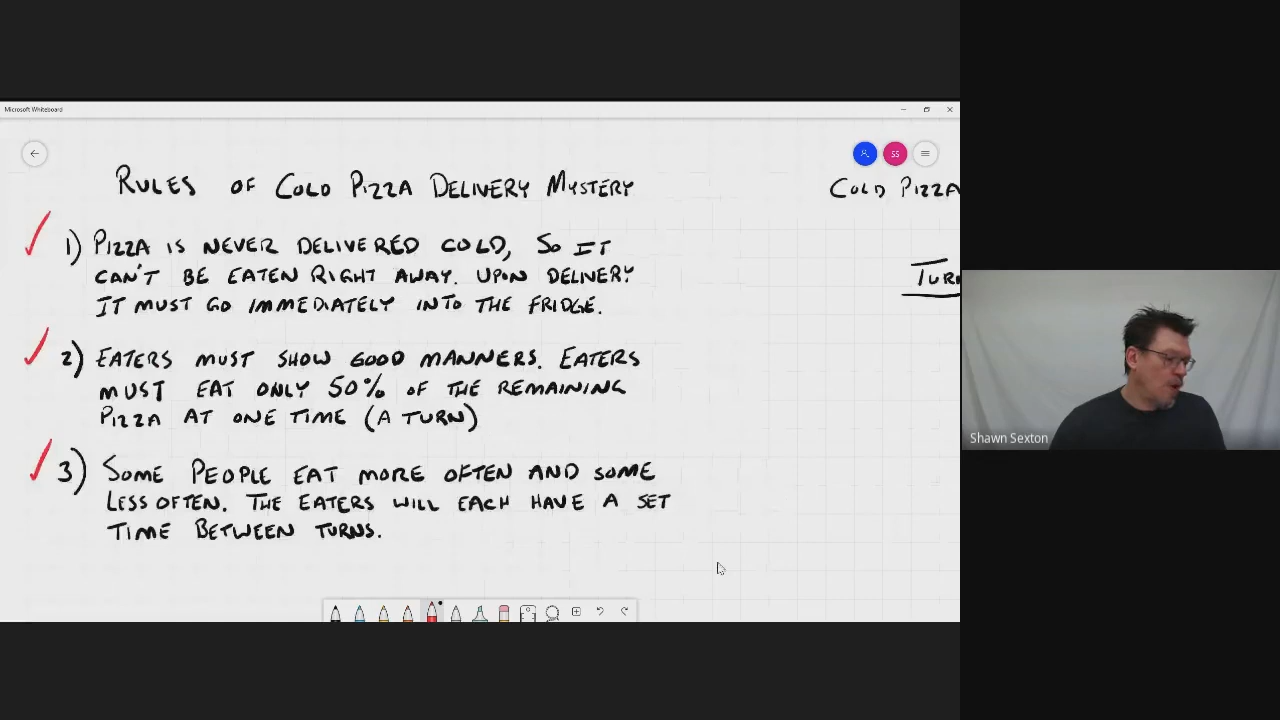 Microsoft Whiteboard
RULES OF COLD PIZZA DELIVERY MYSTERY
COLD PIZZA
SS
1) PIZZA IS NEVER DELIVERED COLD, SO IT
CAN'T BE EATEN RIGHT AWAY. UPON DELIVERY
IT MUST GO IMMEDIATELY INTO THE FRIDGE.
TURN
2) EATERS MUST SHOW GOOD MANNERS. EATERS
MUST EAT ONLY 50% OF THE REMAINING
PIZZA AT ONE TIME (A TURN)
3) SOME PEOPLE EAT MORE OFTEN AND SOME
LESS OFTEN. THE EATERS WILL EACH HAVE A SET
TIME BETWEEN TURNS.
Shawn Sexton